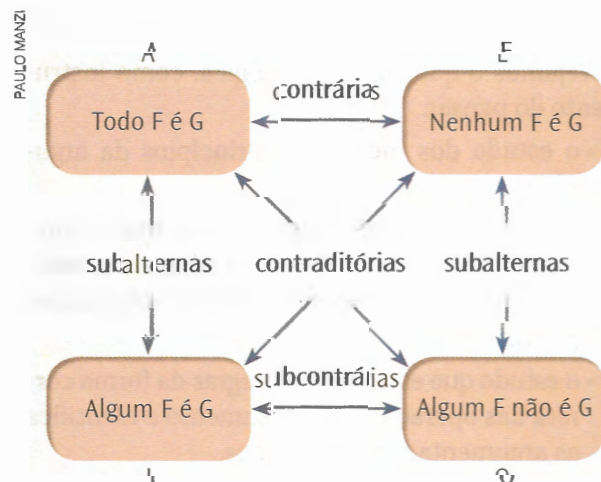 PAULO MANZI
A E
contrárias
Todo F é G Nenhum F é G
subalternas contraditórias subalternas
subcontrárias
Algum F é G Algum F não é G
I O